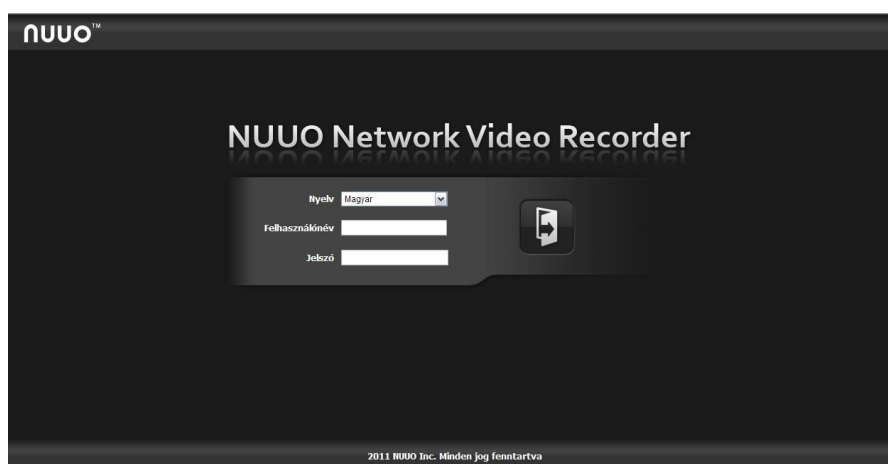 nuuo™
NUUO Network Video Recorder
Nyelv Magyar
Felhasználónév
Jelszó
2011 NUUO Inc. Minden jog fenntartva